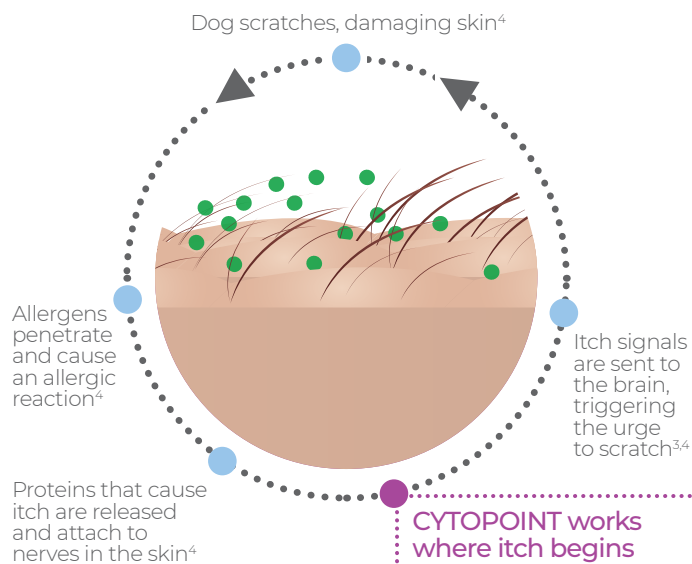 Dog scratches, damaging skin⁴
Allergens
penetrate
and cause
an allergic
reaction⁴
Itch signals
are sent to
the brain,
triggering
the urge
to scratch³,⁴
Proteins that cause
itch are released
and attach to
nerves in the skin⁴
CYTOPOINT works
where itch begins